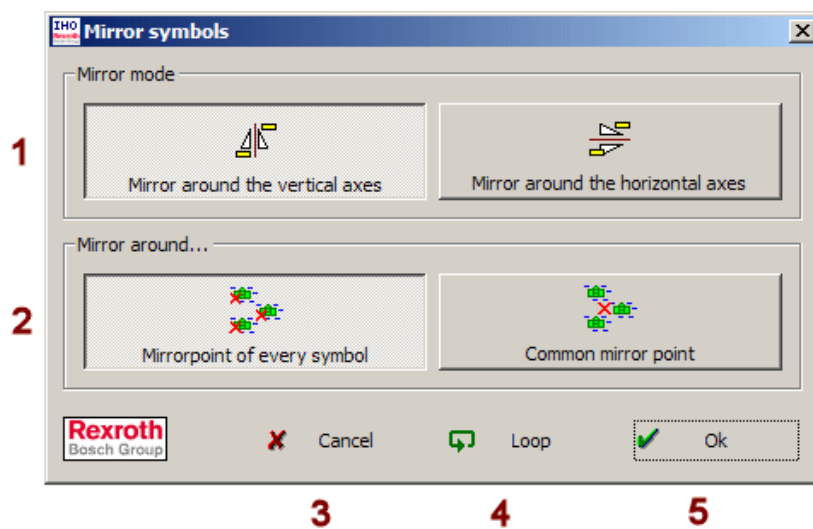 IHO Mirror symbols
Mirror mode
1
Mirror around the vertical axes
Mirror around the horizontal axes
Mirror around...
2
Mirrorpoint of every symbol
Common mirror point
Rexroth
Bosch Group
Cancel
Loop
Ok
3
4
5